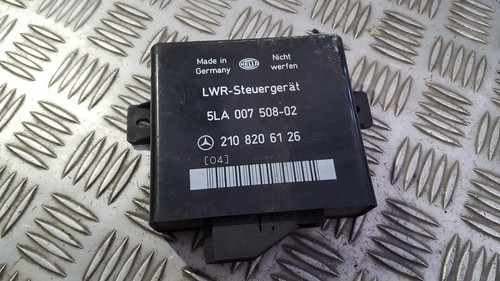 Made in Germany
HELLA
Nicht werfen
LWR-Steuergerät
5LA 007 508-02
210 820 61 26
[04]